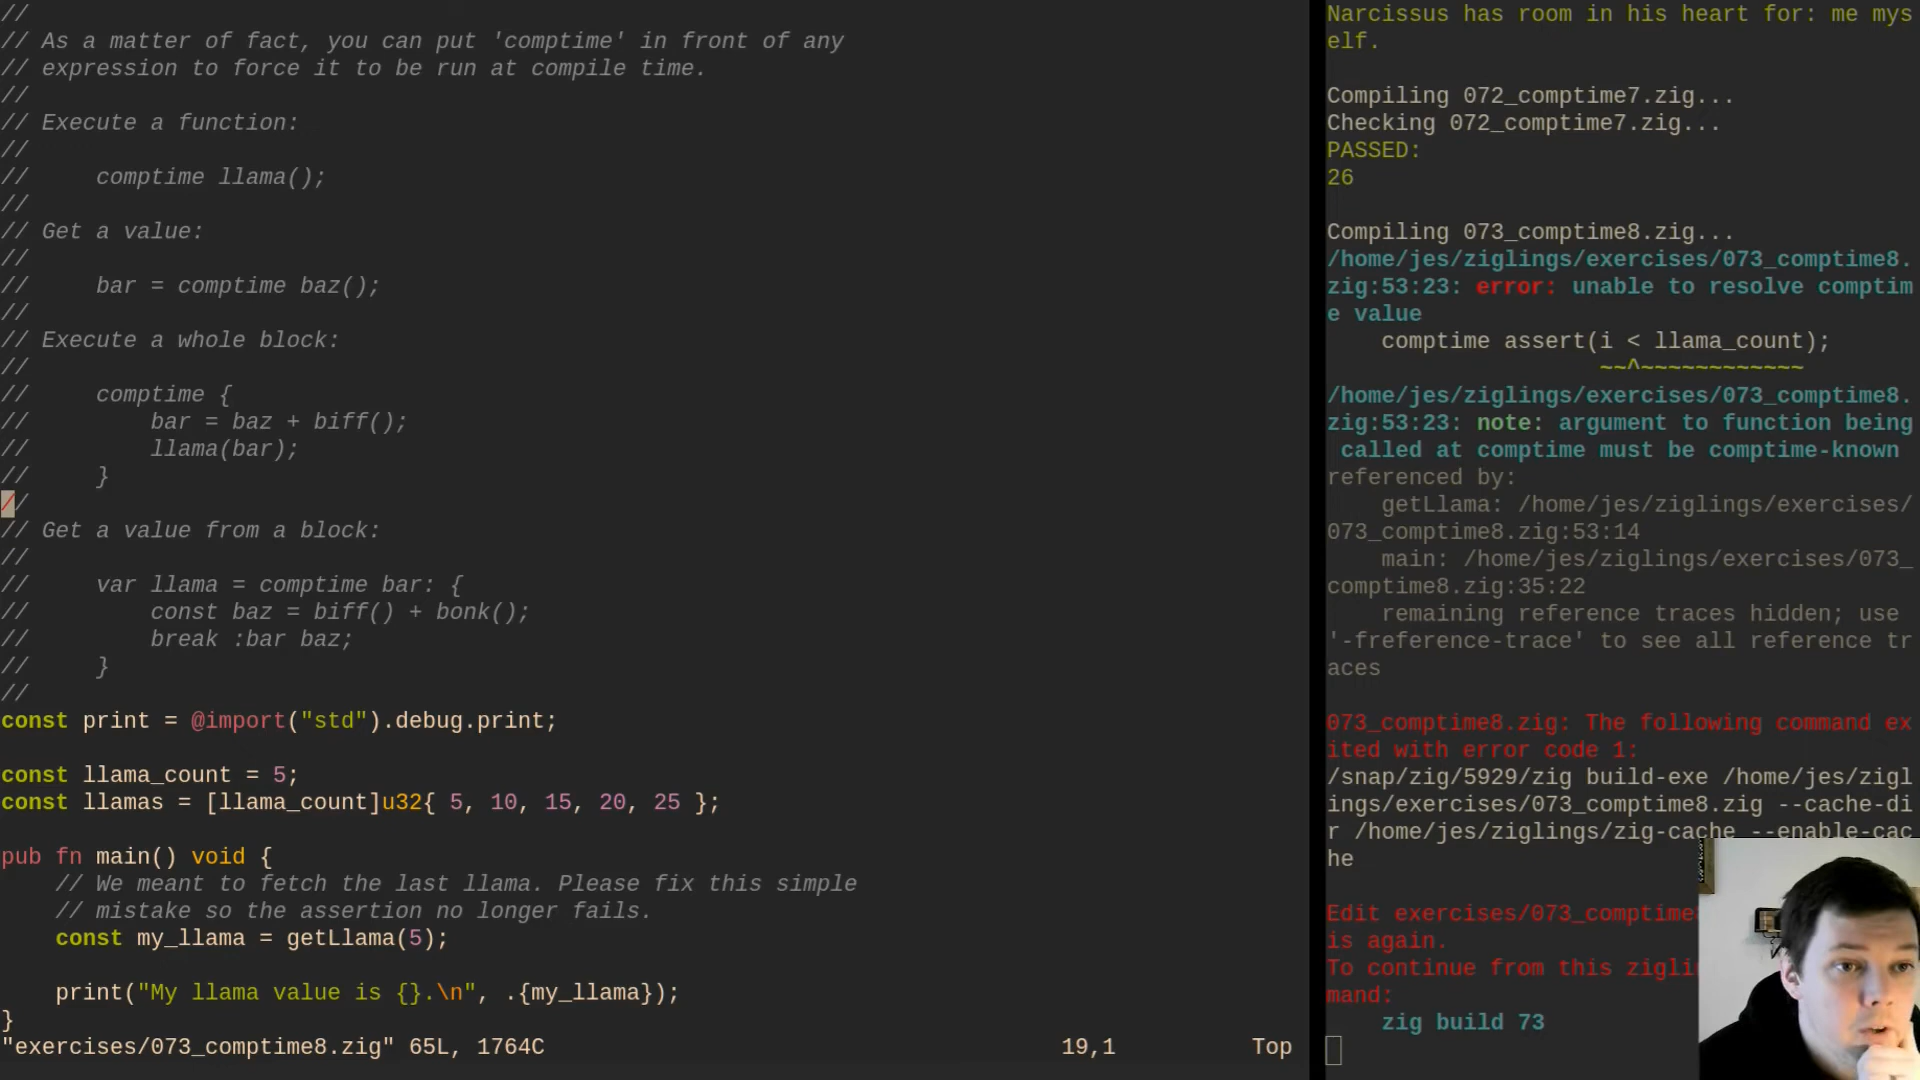 //
// As a matter of fact, you can put 'comptime' in front of any
// expression to force it to be run at compile time.
//
// Execute a function:
//
//     comptime llama();
//
// Get a value:
//
//     bar = comptime baz();
//
// Execute a whole block:
//
//     comptime {
//         bar = baz + biff();
//         llama(bar);
//     }
//
// Get a value from a block:
//
//     var llama = comptime bar: {
//         const baz = biff() + bonk();
//         break :bar baz;
//     }
//
const print = @import("std").debug.print;

const llama_count = 5;
const llamas = [llama_count]u32{ 5, 10, 15, 20, 25 };

pub fn main() void {
    // We meant to fetch the last llama. Please fix this simple
    // mistake so the assertion no longer fails.
    const my_llama = getLlama(5);

    print("My llama value is {}.\n", .{my_llama});
}
"exercises/073_comptime8.zig" 65L, 1764C 19,1 Top
Narcissus has room in his heart for: me mys
elf.

Compiling 072_comptime7.zig...
Checking 072_comptime7.zig...
PASSED:
26

Compiling 073_comptime8.zig...
/home/jes/ziglings/exercises/073_comptime8.
zig:53:23: error: unable to resolve comptim
e value
    comptime assert(i < llama_count);
                    ~~^~~~~~~~~~~~~
/home/jes/ziglings/exercises/073_comptime8.
zig:53:23: note: argument to function being
 called at comptime must be comptime-known
referenced by:
    getLlama: /home/jes/ziglings/exercises/
073_comptime8.zig:53:14
    main: /home/jes/ziglings/exercises/073_
comptime8.zig:35:22
    remaining reference traces hidden; use
'-freference-trace' to see all reference tr
aces

073_comptime8.zig: The following command ex
ited with error code 1:
/snap/zig/5929/zig build-exe /home/jes/zigl
ings/exercises/073_comptime8.zig --cache-di
r /home/jes/ziglings/zig-cache --enable-cac
he

Edit exercises/073_comptime
is again.
To continue from this zigli
mand:
    zig build 73